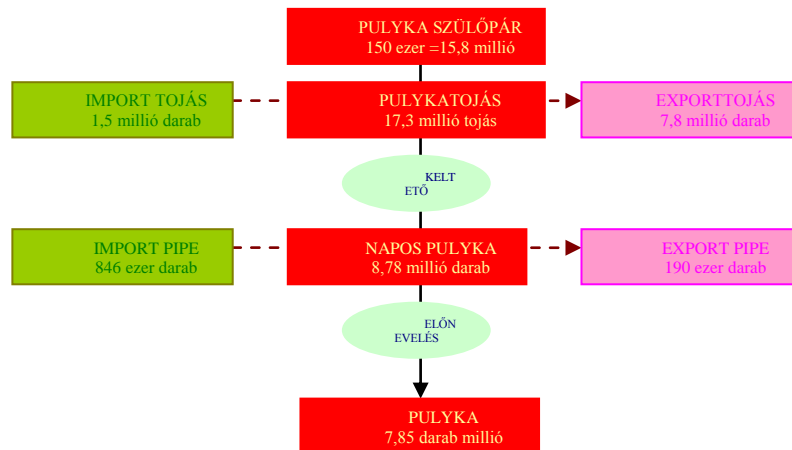 PULYKA SZÜLŐPÁR
150 ezer =15,8 millió
IMPORT TOJÁS
1,5 millió darab
PULYKATOJÁS
17,3 millió tojás
EXPORTTOJÁS
7,8 millió darab
KELT
ETŐ
IMPORT PIPE
846 ezer darab
NAPOS PULYKA
8,78 millió darab
EXPORT PIPE
190 ezer darab
ELŐN
EVELÉS
PULYKA
7,85 darab millió